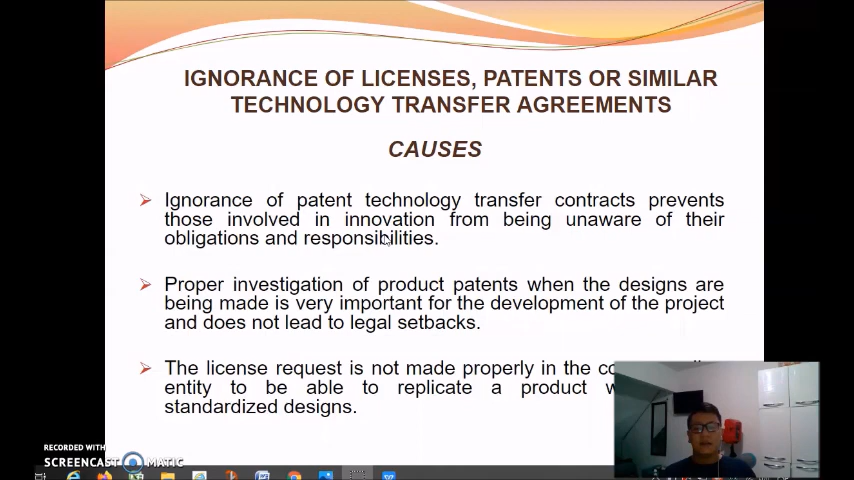 IGNORANCE OF LICENSES, PATENTS OR SIMILAR
TECHNOLOGY TRANSFER AGREEMENTS
CAUSES
Ignorance of patent technology transfer contracts prevents
those involved in innovation from being unaware of their
obligations and responsibilities.
Proper investigation of product patents when the designs are
being made is very important for the development of the project
and does not lead to legal setbacks.
The license request is not made properly in the
entity to be able to replicate a product
standardized designs.
RECORDED WITH
SCREENCAST MATIC